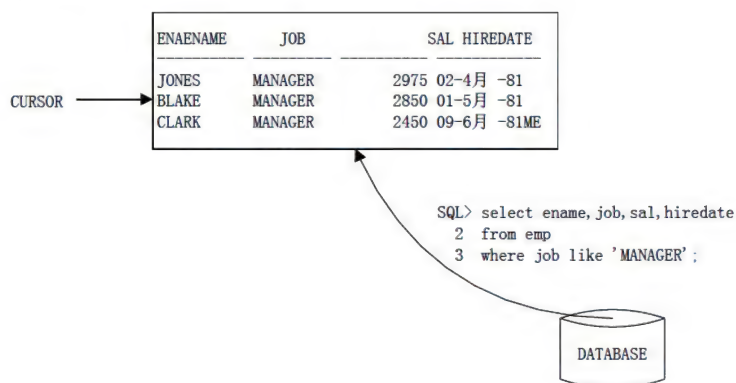 ENAENAME JOB SAL HIREDATE
JONES MANAGER 2975 02-4月 -81
CURSOR BLAKE MANAGER 2850 01-5月 -81
CLARK MANAGER 2450 09-6月 -81ME
SQL> select ename,job,sal,hiredate
2 from emp
3 where job like 'MANAGER';
DATABASE